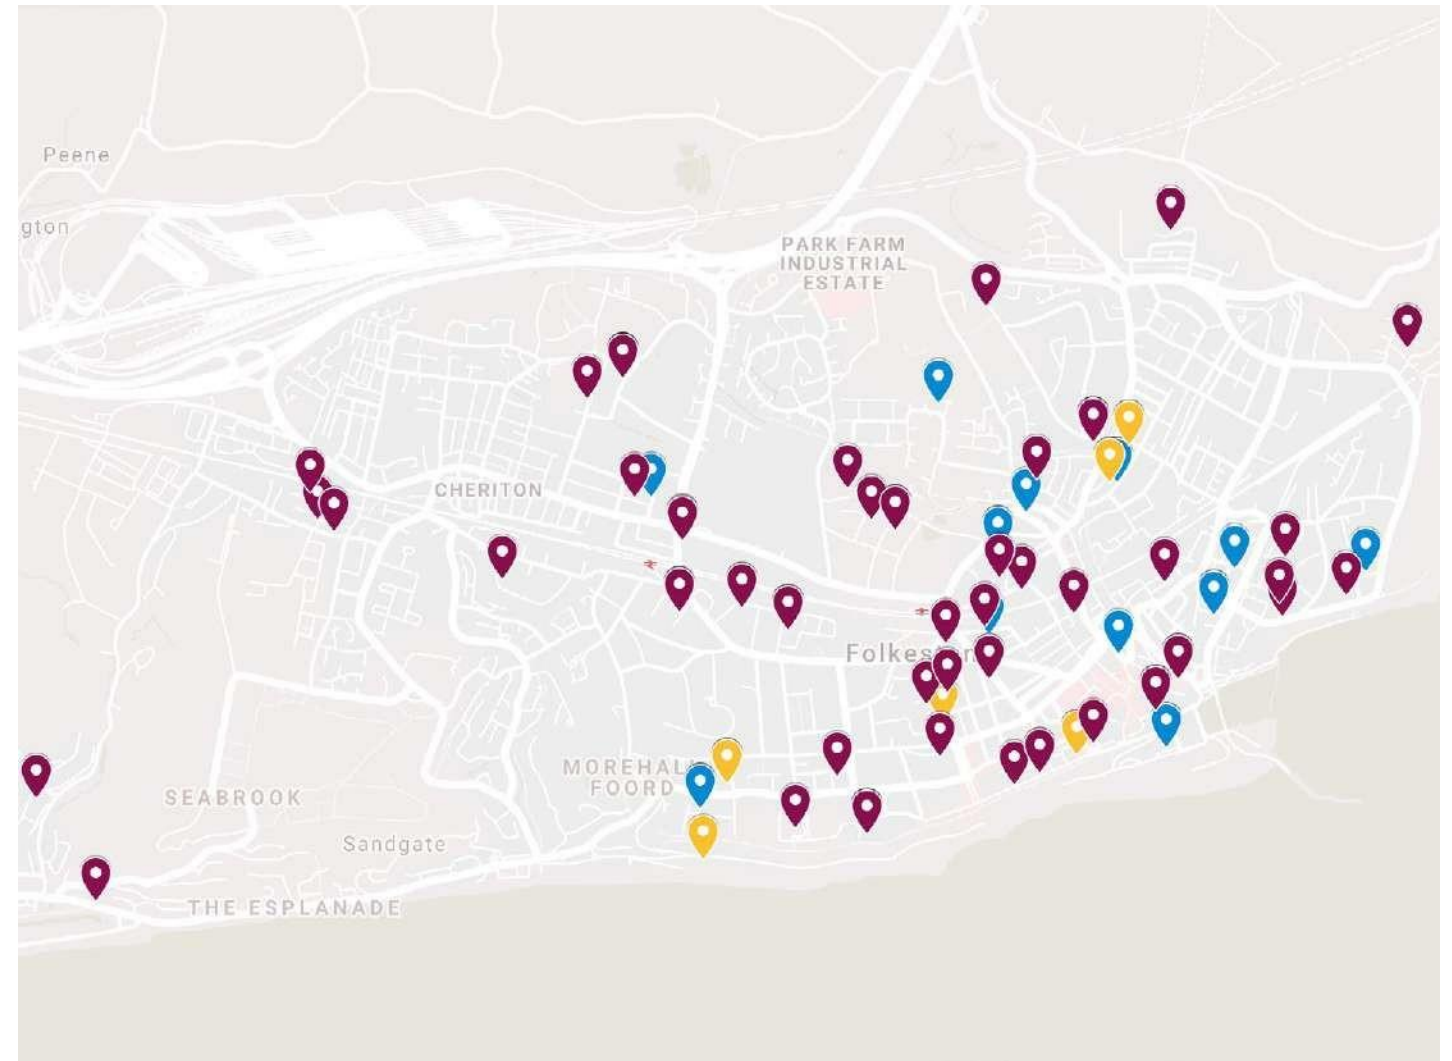 Peene
gton
PARK FARM
INDUSTRIAL
ESTATE
CHERITON
Folkes
MOREHAL
FOORD
SEABROOK
Sandgate
THE ESPLANADE